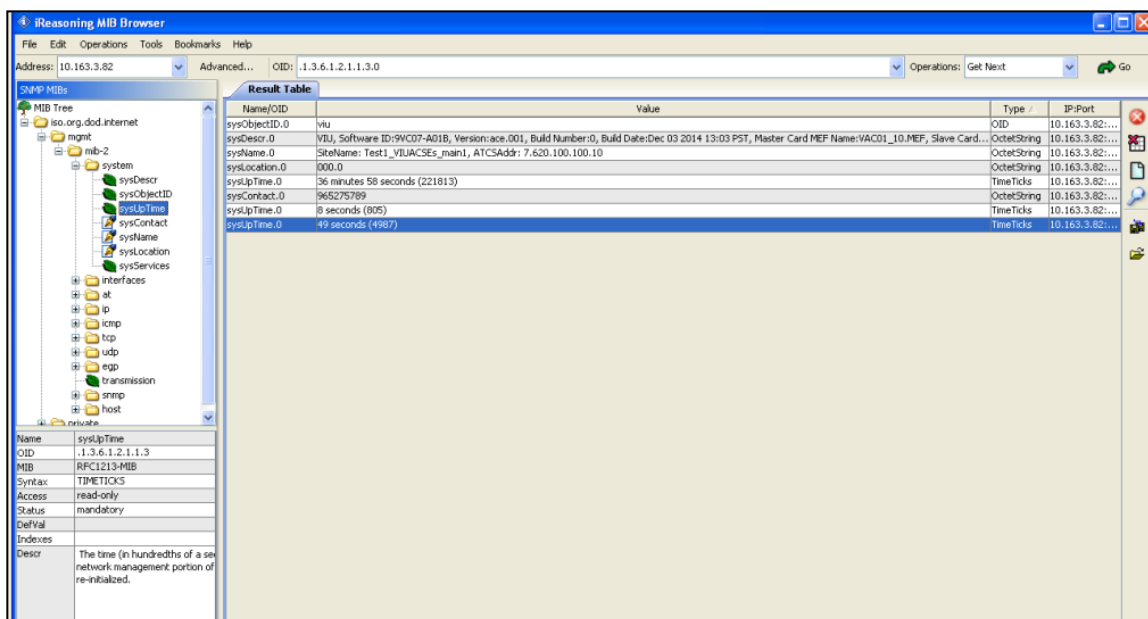 iReasoning MIB Browser
File Edit Operations Tools Bookmarks Help
Address: 10.163.3.82 Advanced... OID: .1.3.6.1.2.1.1.3.0 Operations: Get Next Go
SNMP MIBs
MIB Tree
iso.org.dod.internet
mgmt
mib-2
system
sysDescr
sysObjectID
sysUpTime
sysContact
sysName
sysLocation
sysServices
interfaces
at
ip
icmp
tcp
udp
egp
transmission
snmp
host
private
Name sysUpTime
OID .1.3.6.1.2.1.1.3
MIB RFC1213-MIB
Syntax TIMETICKS
Access read-only
Status mandatory
DefVal
Indexes
Descr The time (in hundredths of a se
network management portion of
re-initialized.
Result Table
Name/OID Value Type IP:Port
sysObjectID.0 viu OID 10.163.3.82:...
sysDescr.0 VIU, Software ID:9VC07-A01B, Version:ace.001, Build Number:0, Build Date:Dec 03 2014 13:03 PST, Master Card MEF Name:VAC01_10.MEF, Slave Card... OctetString 10.163.3.82:...
sysName.0 SiteName: Test1_VIUACSEs_main1, ATCSAddr: 7.620.100.100.10 OctetString 10.163.3.82:...
sysLocation.0 000.0 OctetString 10.163.3.82:...
sysUpTime.0 36 minutes 58 seconds (221813) TimeTicks 10.163.3.82:...
sysContact.0 965275789 OctetString 10.163.3.82:...
sysUpTime.0 8 seconds (805) TimeTicks 10.163.3.82:...
sysUpTime.0 49 seconds (4987) TimeTicks 10.163.3.82:...